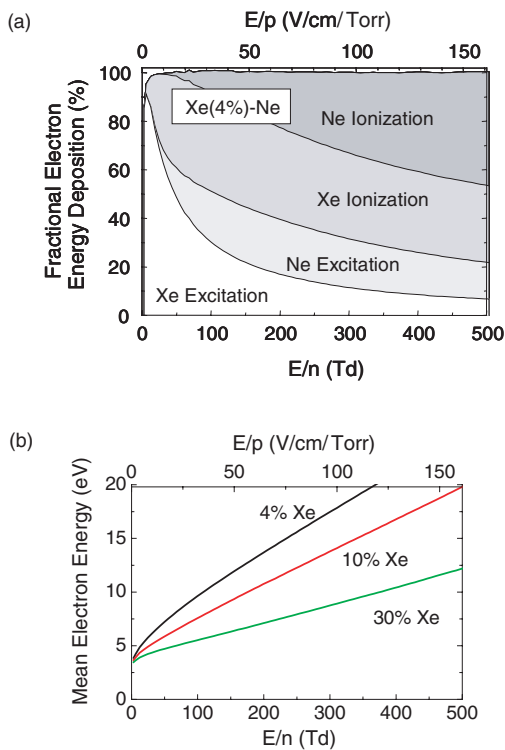 (a)
E/p (V/cm/Torr)
0 50 100 150
Fractional Electron
Energy Deposition (%)
100
80
60
40
20
0
Xe(4%)-Ne
Ne Ionization
Xe Ionization
Ne Excitation
Xe Excitation
0 100 200 300 400 500
E/n (Td)
(b)
E/p (V/cm/Torr)
0 50 100 150
Mean Electron Energy (eV)
20
15
10
5
0
4% Xe
10% Xe
30% Xe
0 100 200 300 400 500
E/n (Td)